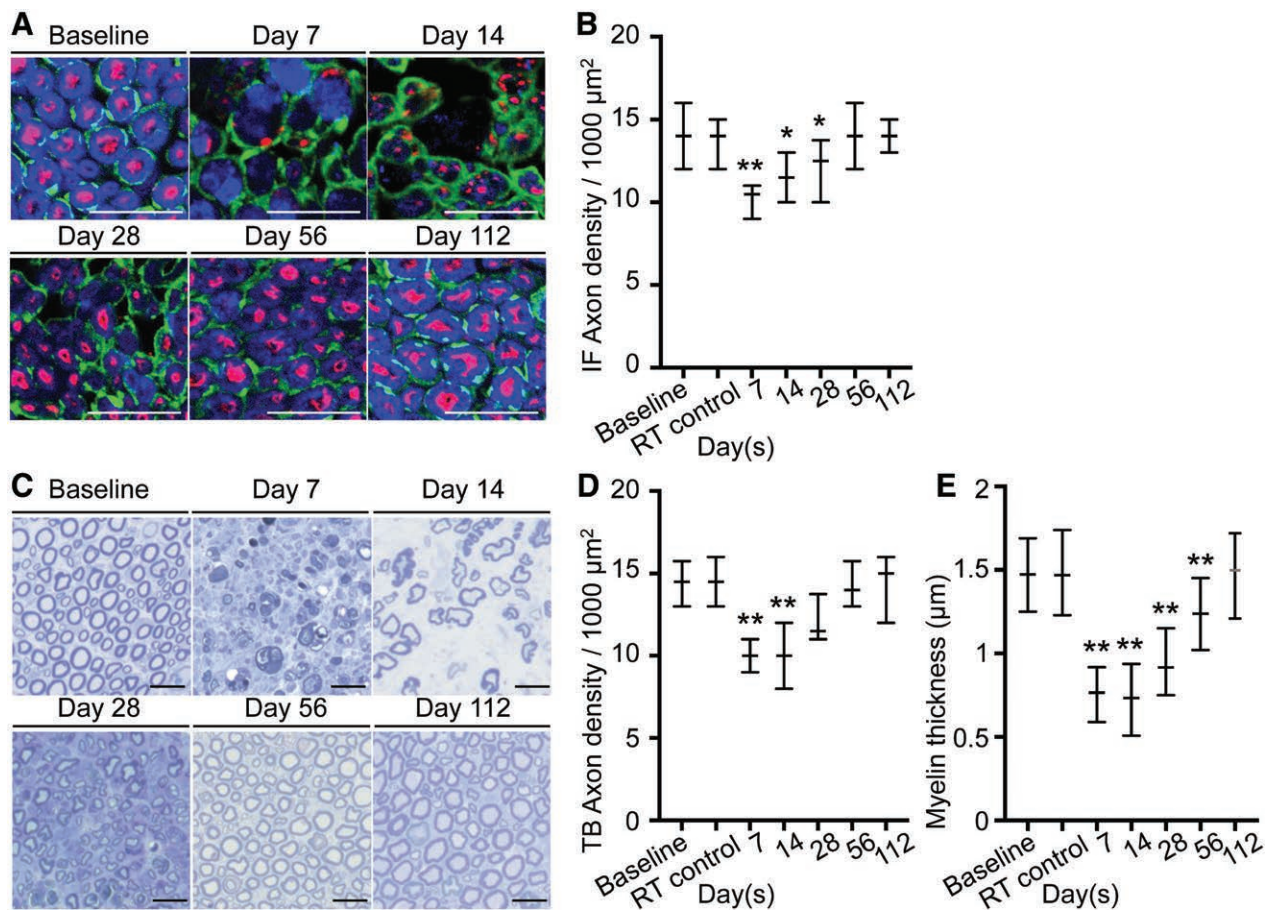 A
Baseline Day 7 Day 14
Day 28 Day 56 Day 112
B
IF Axon density / 1000 µm²
20
15
10
5
0
** * *
Baseline RT control 7 14 28 56 112
Day(s)
C
Baseline Day 7 Day 14
Day 28 Day 56 Day 112
D
TB Axon density / 1000 µm²
20
15
10
5
0
** **
Baseline RT control 7 14 28 56 112
Day(s)
E
Myelin thickness (µm)
2
1.5
1
0.5
0
** ** ** **
Baseline RT control 7 14 28 56 112
Day(s)